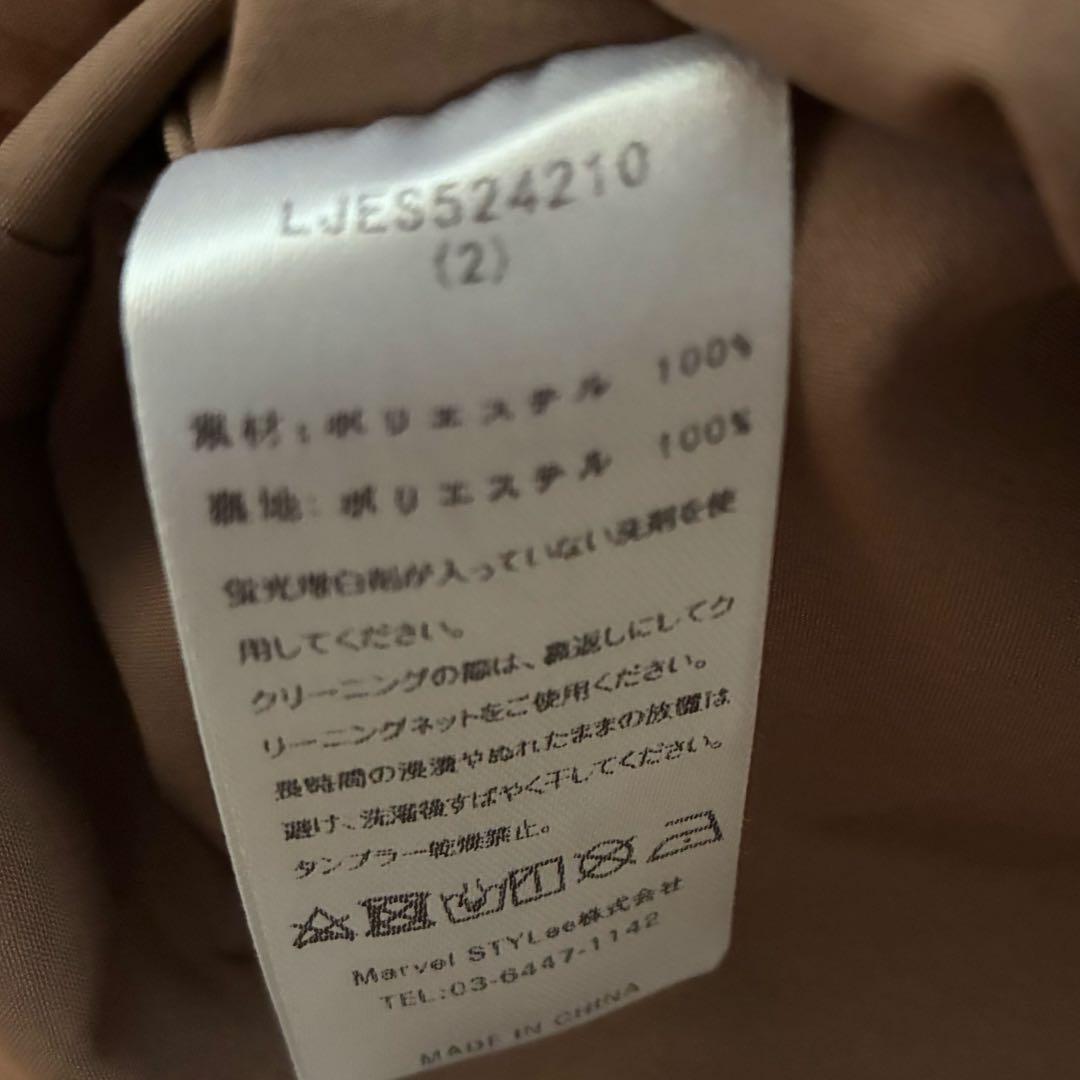 LJES524210
(2)
素材:ポリエステル 100%
裏地:ポリエステル 100%
蛍光増白剤が入っていない洗剤を使
用してください。
クリーニングの際は、裏返しにしてク
リーニングネットをご使用ください。
長時間の浸漬やぬれたままの放置は
避け、洗濯後すばやく干してください。
タンブラー乾燥禁止。
Marvel STYLee株式会社
TEL:03-6447-1142
MADE IN CHINA